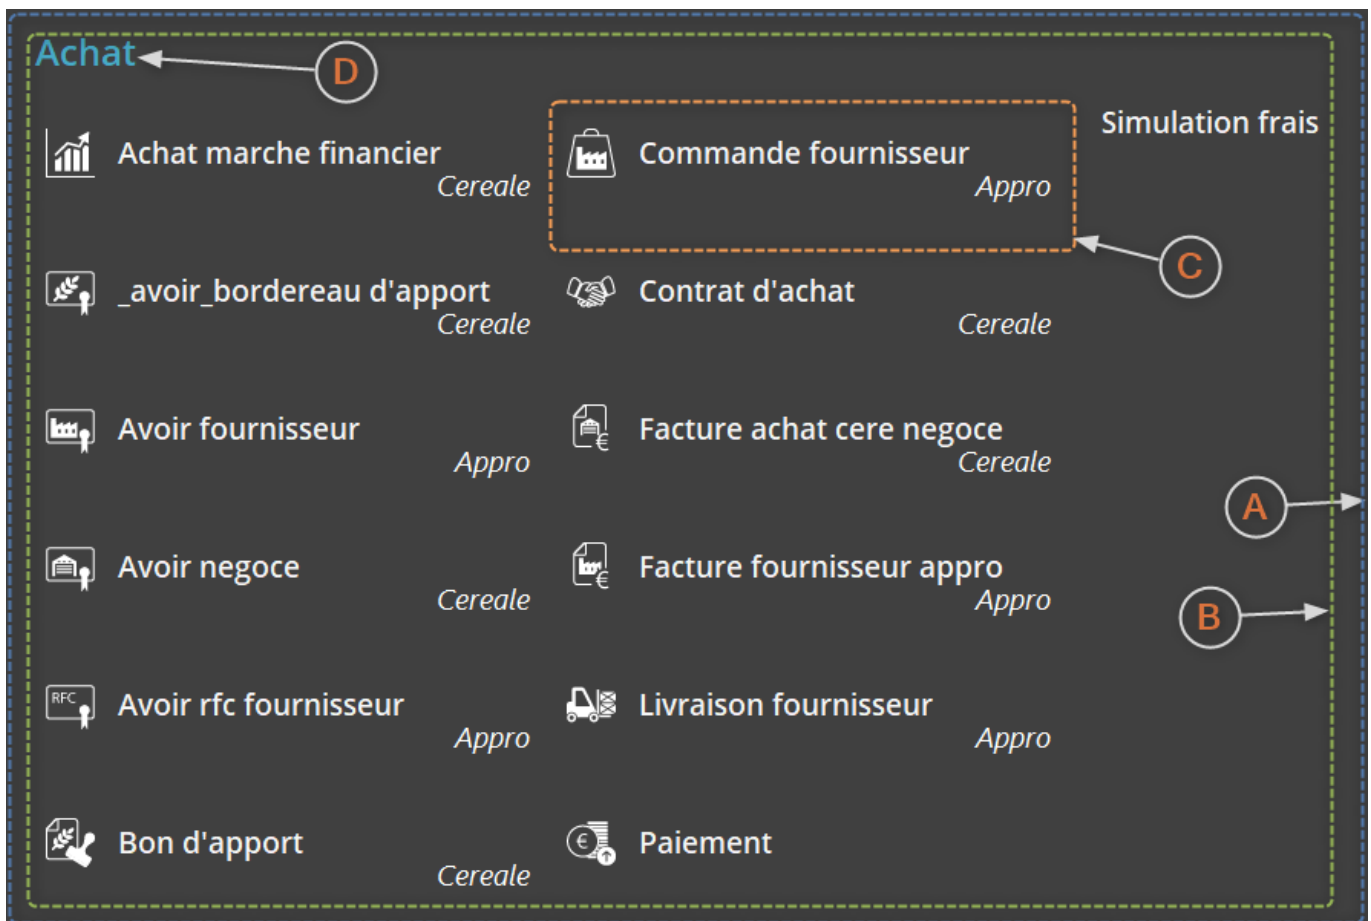 Achat
D
Achat marche financier
Cereale
Commande fournisseur
Appro
Simulation frais
C
_avoir_bordereau d'apport
Cereale
Contrat d'achat
Cereale
Avoir fournisseur
Appro
Facture achat cere negoce
€
Cereale
A
Avoir negoce
Cereale
Facture fournisseur appro
€
Appro
B
RFC
Avoir rfc fournisseur
Appro
Livraison fournisseur
Appro
Bon d'apport
Cereale
€
Paiement